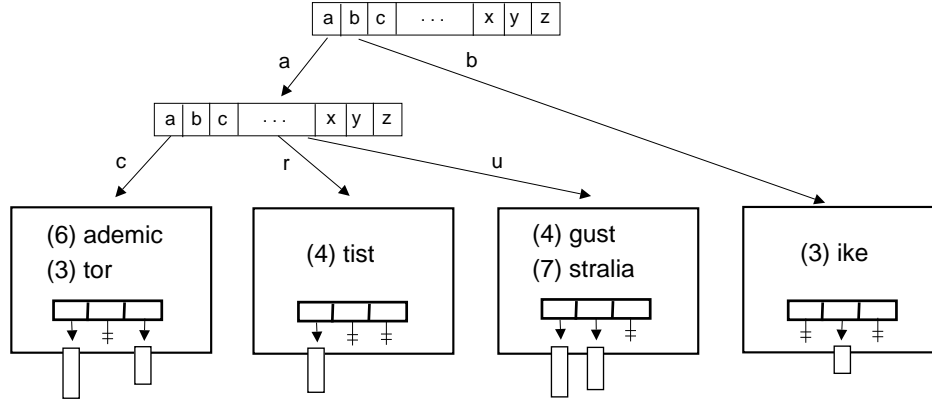 a b c ... x y z
a b
a b c ... x y z
c r u
(6) ademic
(3) tor
(4) tist
(4) gust
(7) stralia
(3) ike